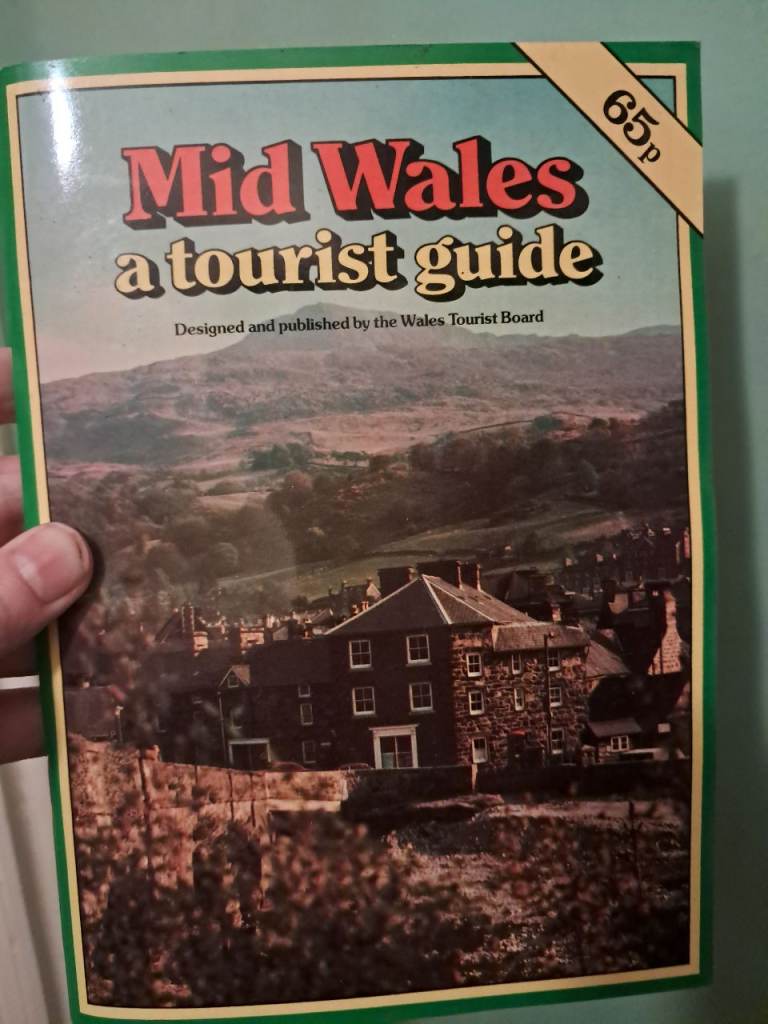 65p
Mid Wales
a tourist guide
Designed and published by the Wales Tourist Board